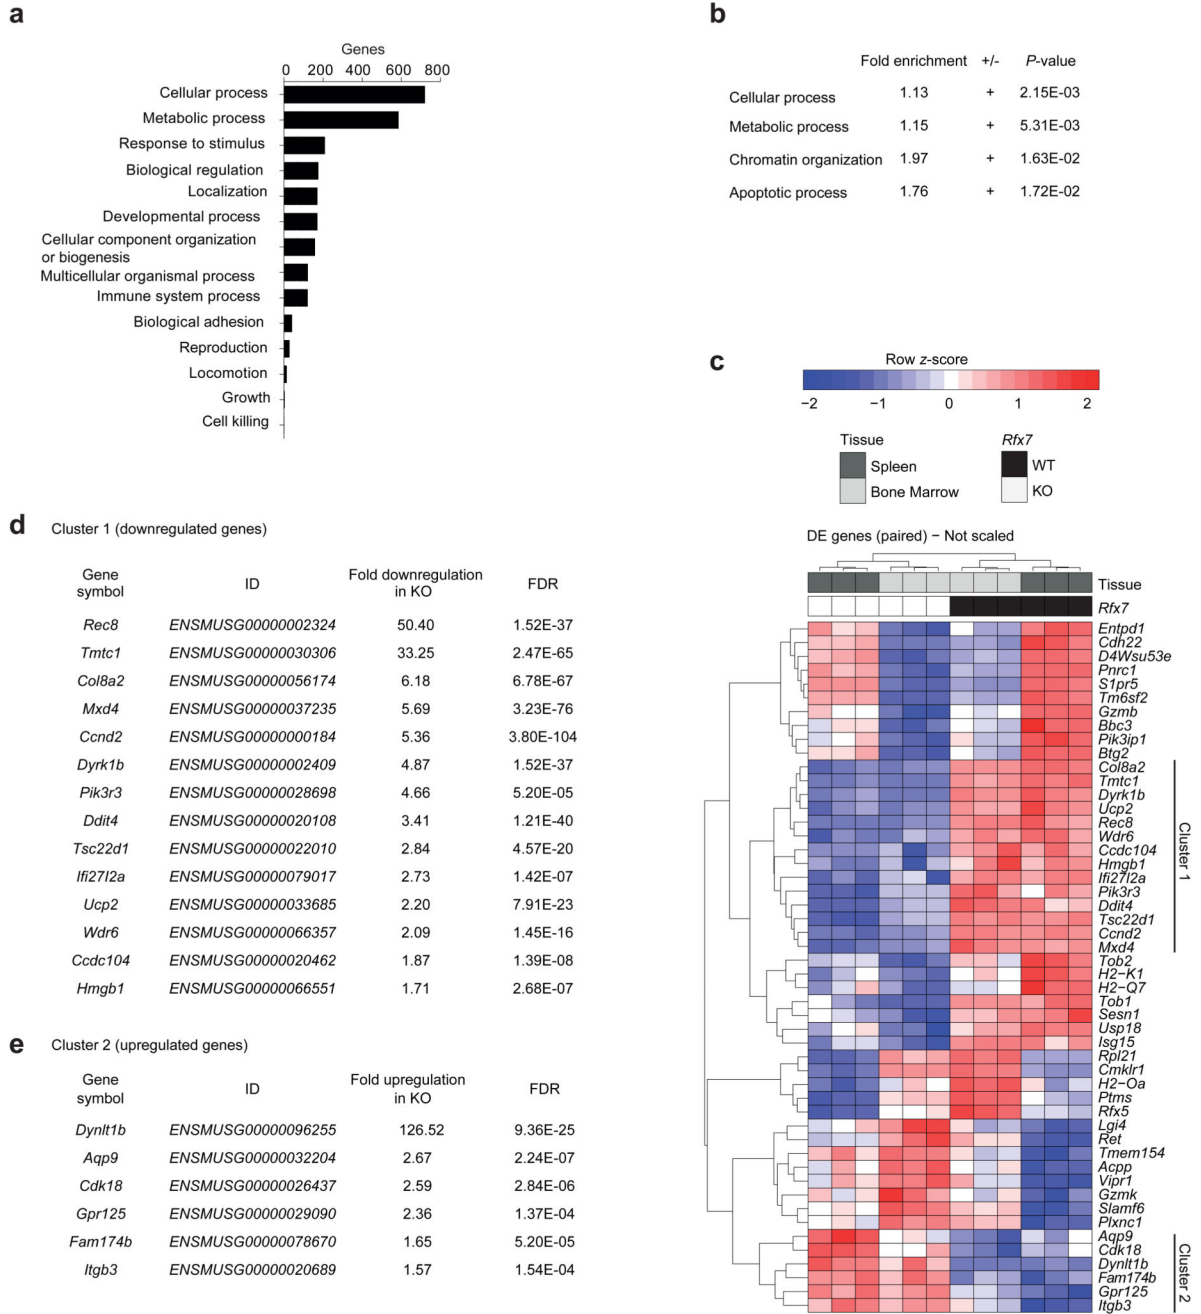 a
Genes
0 200 400 600 800
Cellular process
Metabolic process
Response to stimulus
Biological regulation
Localization
Developmental process
Cellular component organization
or biogenesis
Multicellular organismal process
Immune system process
Biological adhesion
Reproduction
Locomotion
Growth
Cell killing
b
Fold enrichment +/- P-value
Cellular process 1.13 + 2.15E-03
Metabolic process 1.15 + 5.31E-03
Chromatin organization 1.97 + 1.63E-02
Apoptotic process 1.76 + 1.72E-02
c
Row z-score
−2 −1 0 1 2
Tissue
Spleen
Bone Marrow
Rfx7
WT
KO
DE genes (paired) − Not scaled
Tissue
Rfx7
Entpd1
Cdh22
D4Wsu53e
Pnrc1
S1pr5
Tm6sf2
Gzmb
Bbc3
Pik3ip1
Btg2
Col8a2
Tmtc1
Dyrk1b
Ucp2
Rec8
Wdr6
Ccdc104
Hmgb1
Ifi27l2a
Pik3r3
Ddit4
Tsc22d1
Ccnd2
Mxd4
Tob2
H2−K1
H2−Q7
Tob1
Sesn1
Usp18
Isg15
Rpl21
Cmklr1
H2−Oa
Ptms
Rfx5
Lgi4
Ret
Tmem154
Acpp
Vipr1
Gzmk
Slamf6
Plxnc1
Aqp9
Cdk18
Dynlt1b
Fam174b
Gpr125
Itgb3
Cluster 1
Cluster 2
d Cluster 1 (downregulated genes)
Gene
symbol
ID
Fold downregulation
in KO
FDR
Rec8 ENSMUSG00000002324 50.40 1.52E-37
Tmtc1 ENSMUSG00000030306 33.25 2.47E-65
Col8a2 ENSMUSG00000056174 6.18 6.78E-67
Mxd4 ENSMUSG00000037235 5.69 3.23E-76
Ccnd2 ENSMUSG00000000184 5.36 3.80E-104
Dyrk1b ENSMUSG00000002409 4.87 1.52E-37
Pik3r3 ENSMUSG00000028698 4.66 5.20E-05
Ddit4 ENSMUSG00000020108 3.41 1.21E-40
Tsc22d1 ENSMUSG00000022010 2.84 4.57E-20
Ifi27l2a ENSMUSG00000079017 2.73 1.42E-07
Ucp2 ENSMUSG00000033685 2.20 7.91E-23
Wdr6 ENSMUSG00000066357 2.09 1.45E-16
Ccdc104 ENSMUSG00000020462 1.87 1.39E-08
Hmgb1 ENSMUSG00000066551 1.71 2.68E-07
e Cluster 2 (upregulated genes)
Gene
symbol
ID
Fold upregulation
in KO
FDR
Dynlt1b ENSMUSG00000096255 126.52 9.36E-25
Aqp9 ENSMUSG00000032204 2.67 2.24E-07
Cdk18 ENSMUSG00000026437 2.59 2.84E-06
Gpr125 ENSMUSG00000029090 2.36 1.37E-04
Fam174b ENSMUSG00000078670 1.65 5.20E-05
Itgb3 ENSMUSG00000020689 1.57 1.54E-04